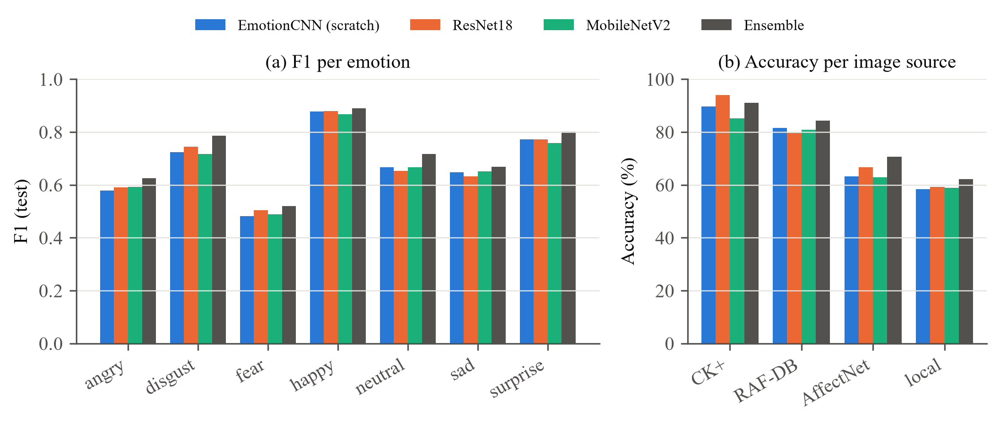 EmotionCNN (scratch) ResNet18 MobileNetV2 Ensemble
(a) F1 per emotion
F1 (test)
1.0
0.8
0.6
0.4
0.2
0.0
angry disgust fear happy neutral sad surprise
(b) Accuracy per image source
Accuracy (%)
100
80
60
40
20
0
CK+ RAF-DB AffectNet local